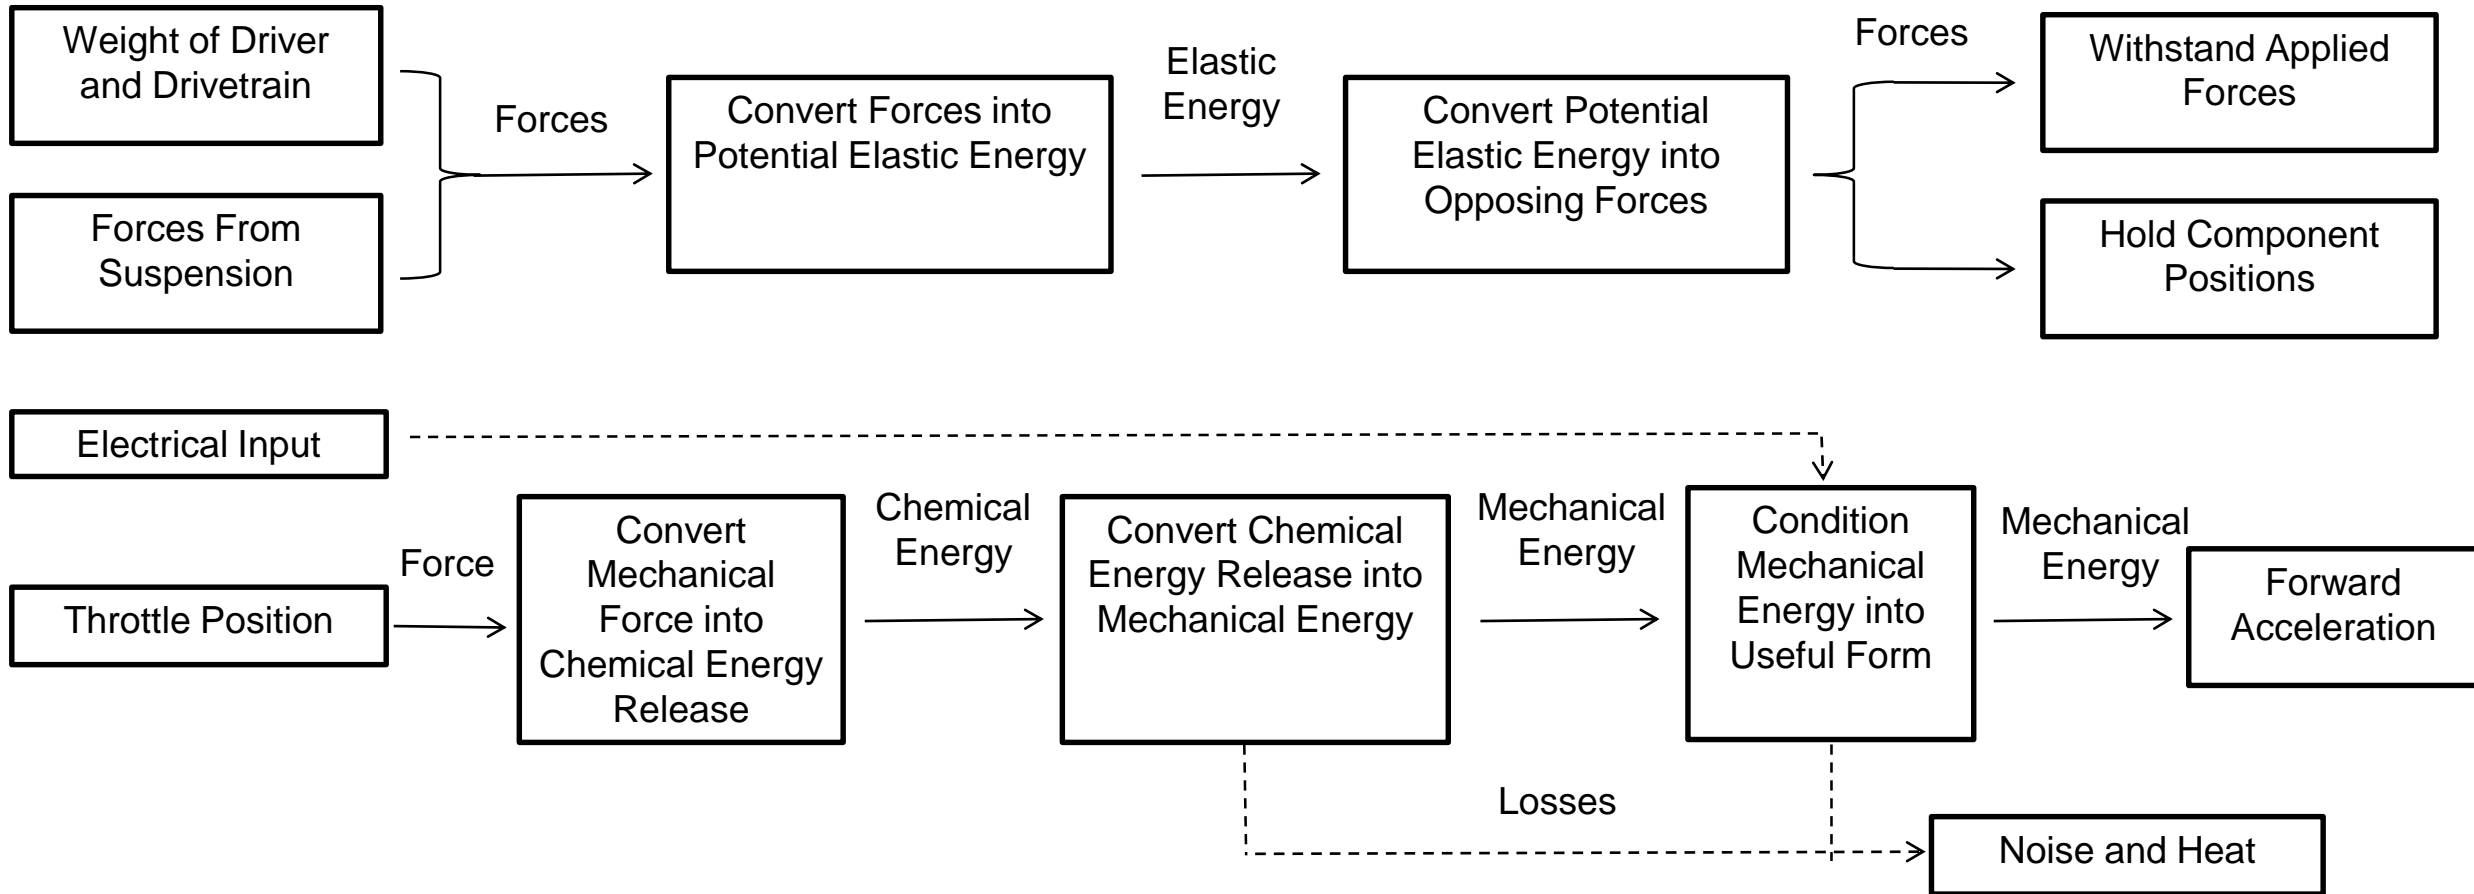 Weight of Driver
and Drivetrain
Forces From
Suspension
Forces
Convert Forces into
Potential Elastic Energy
Elastic
Energy
Convert Potential
Elastic Energy into
Opposing Forces
Forces
Withstand Applied
Forces
Hold Component
Positions
Electrical Input
Throttle Position
Force
Convert
Mechanical
Force into
Chemical Energy
Release
Chemical
Energy
Convert Chemical
Energy Release into
Mechanical Energy
Mechanical
Energy
Condition
Mechanical
Energy into
Useful Form
Mechanical
Energy
Forward
Acceleration
Losses
Noise and Heat